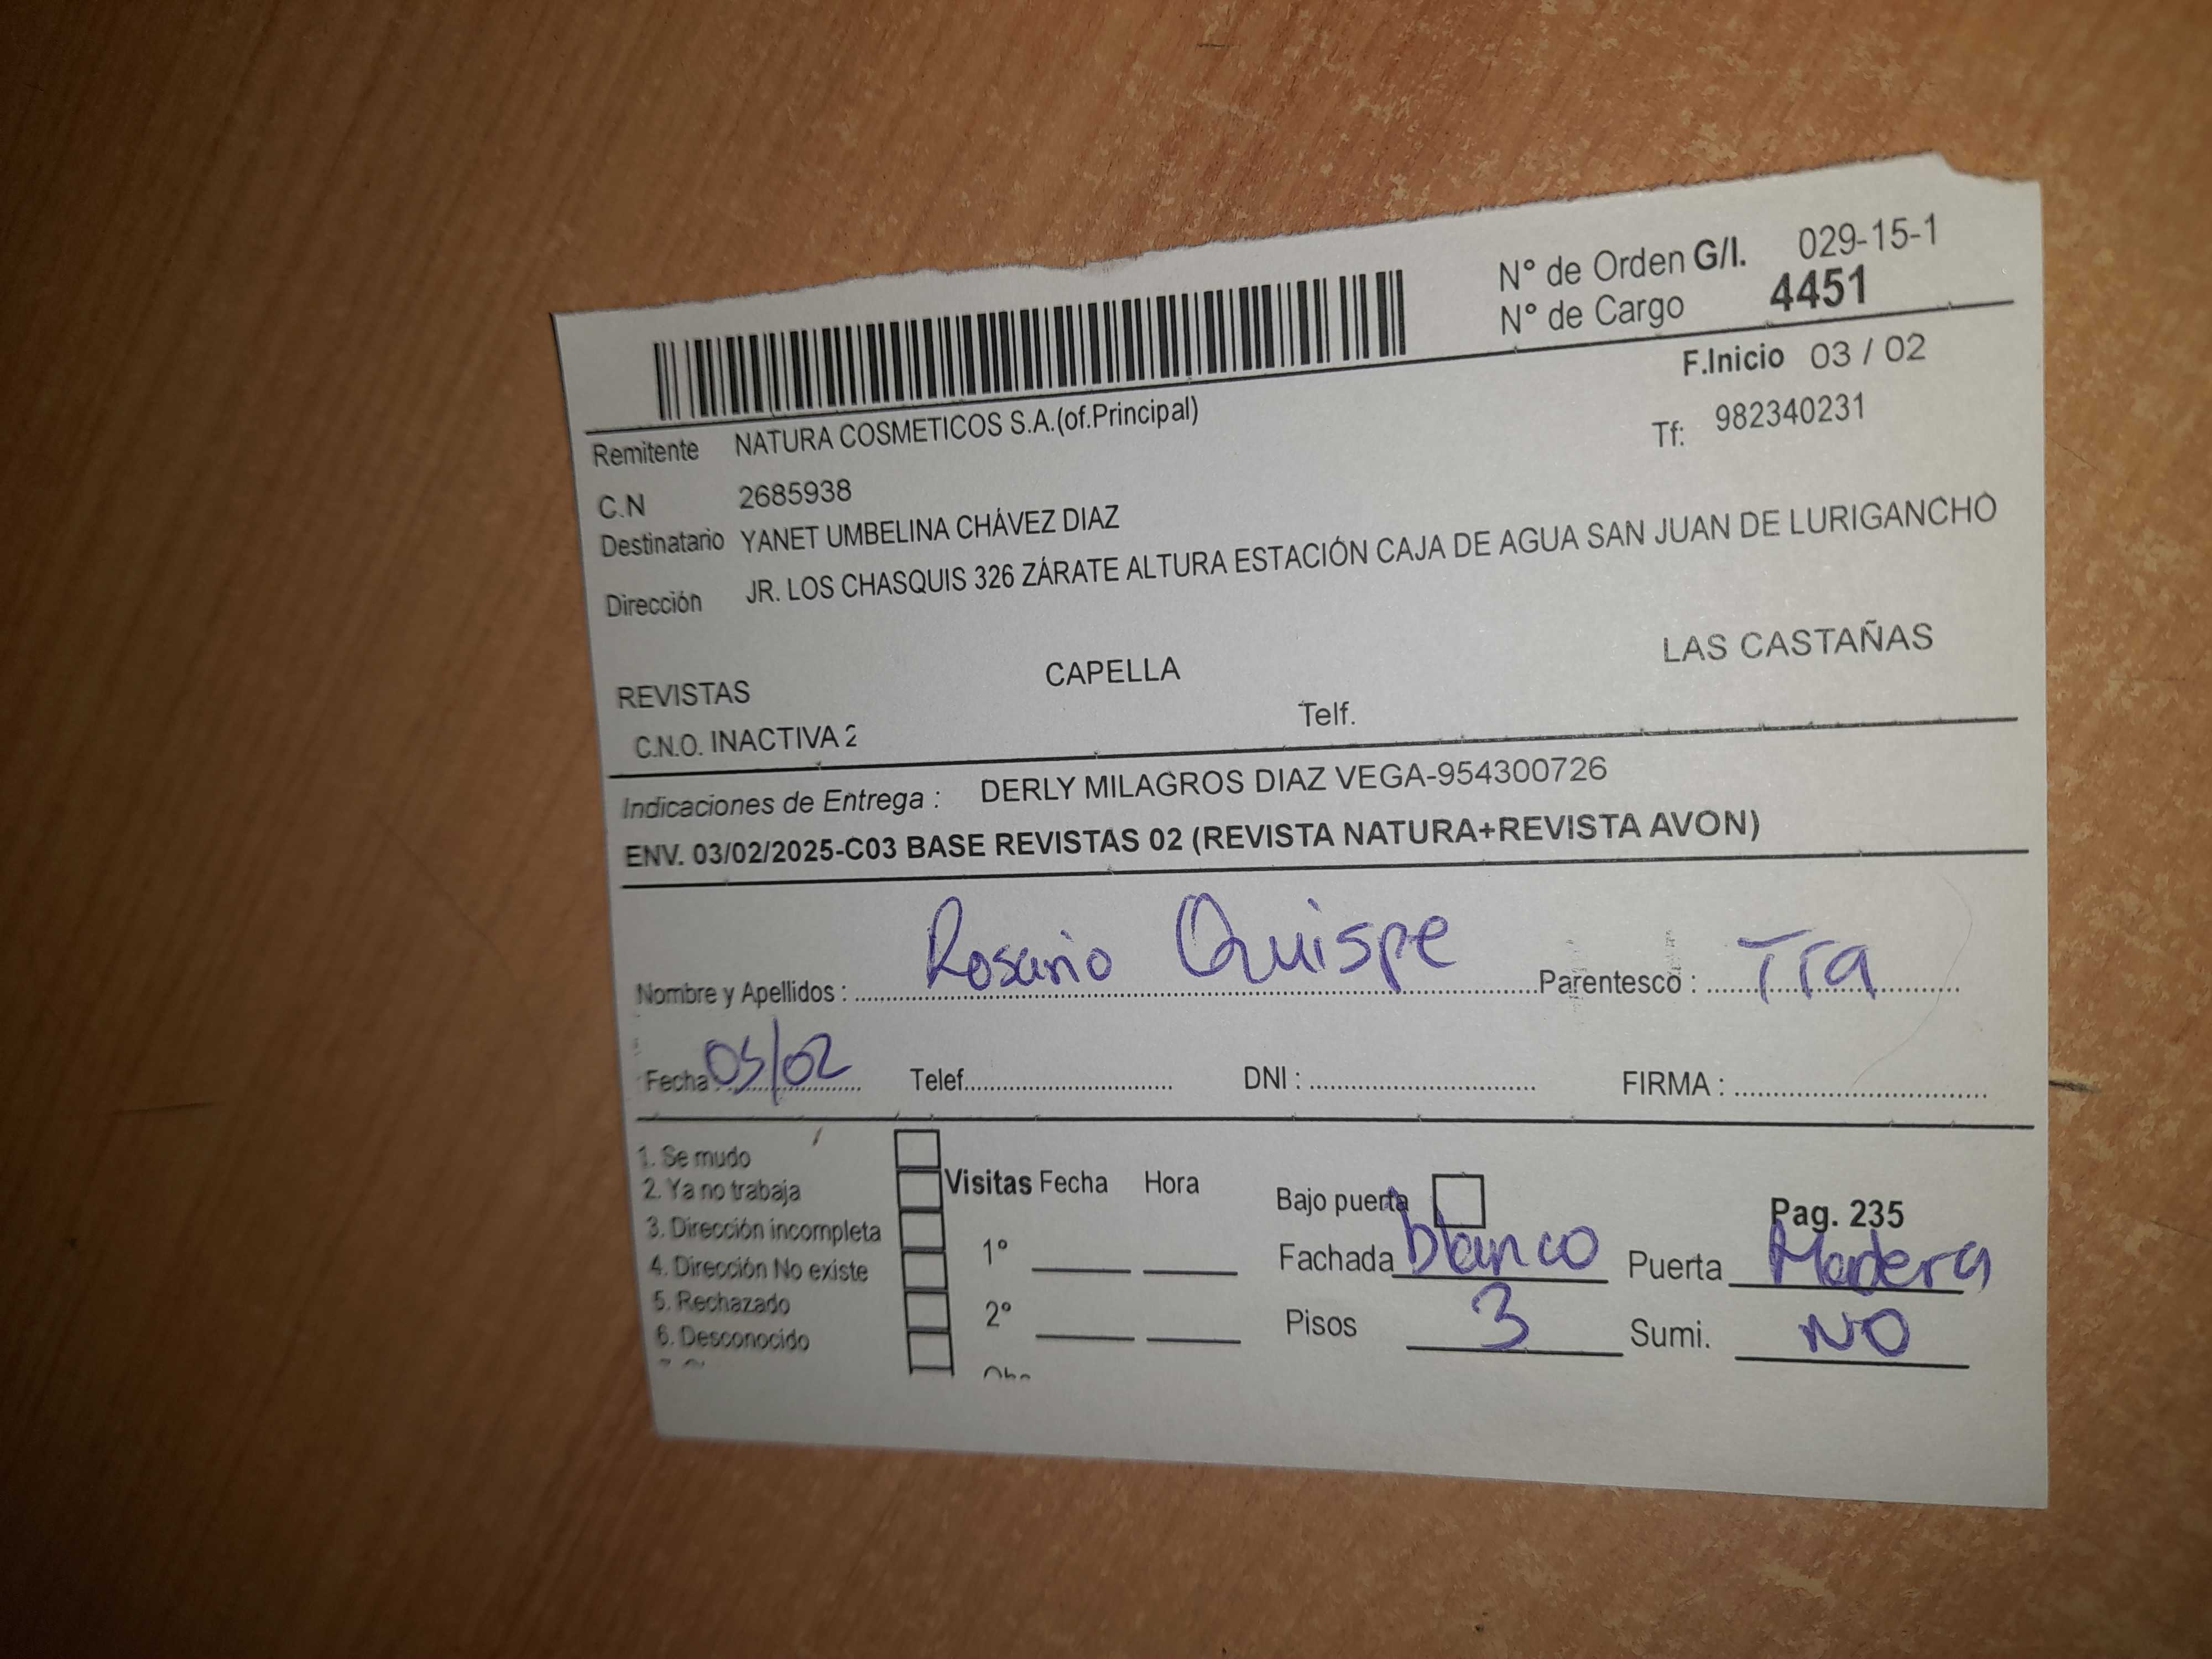 N° de Orden G/I. 029-15-1
N° de Cargo 4451
F.Inicio 03 / 02
Remitente NATURA COSMETICOS S.A.(of.Principal) Tf: 982340231
C.N 2685938
Destinatario YANET UMBELINA CHÁVEZ DIAZ
Dirección JR. LOS CHASQUIS 326 ZÁRATE ALTURA ESTACIÓN CAJA DE AGUA SAN JUAN DE LURIGANCHO
REVISTAS CAPELLA LAS CASTAÑAS
C.N.O. INACTIVA 2 Telf.
Indicaciones de Entrega : DERLY MILAGROS DIAZ VEGA-954300726
ENV. 03/02/2025-C03 BASE REVISTAS 02 (REVISTA NATURA+REVISTA AVON)
Nombre y Apellidos : Rosario Quispe Parentesco : Tra
Fecha 05/02 Telef. DNI : FIRMA :
1. Se mudo
2. Ya no trabaja Visitas Fecha Hora Bajo puerta Pag. 235
3. Dirección incompleta
4. Dirección No existe 1° Fachada blanco Puerta Madera
5. Rechazado
6. Desconocido 2° Pisos 3 Sumi. NO